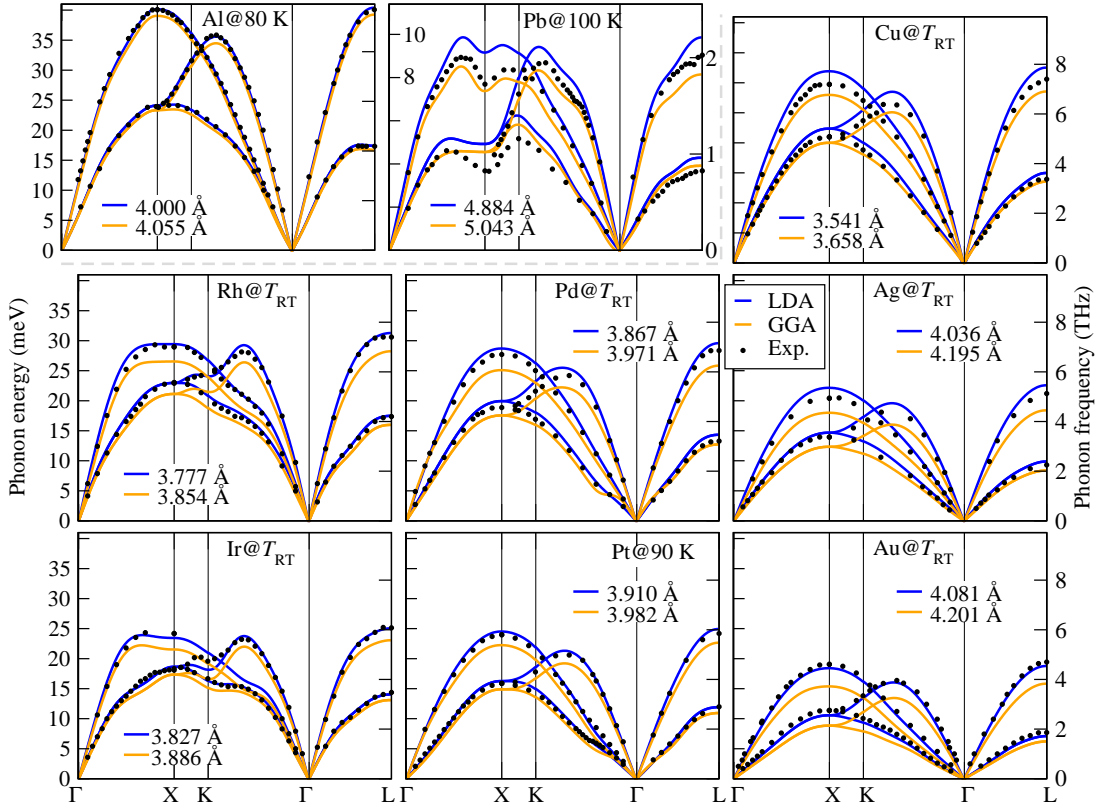 Al@80 K
Pb@100 K
Cu@T_RT
35
30
25
20
15
10
5
0
4.000 Å
4.055 Å
10
8
4.884 Å
5.043 Å
2
1
0
3.541 Å
3.658 Å
8
6
4
2
0
Rh@T_RT
Pd@T_RT
Ag@T_RT
Phonon energy (meV)
40
35
30
25
20
15
10
5
0
3.777 Å
3.854 Å
3.867 Å
3.971 Å
LDA
GGA
Exp.
4.036 Å
4.195 Å
8
6
4
2
0
Phonon frequency (THz)
Ir@T_RT
Pt@90 K
Au@T_RT
40
35
30
25
20
15
10
5
0
3.827 Å
3.886 Å
3.910 Å
3.982 Å
4.081 Å
4.201 Å
8
6
4
2
0
Γ X K Γ L Γ X K Γ L Γ X K Γ L